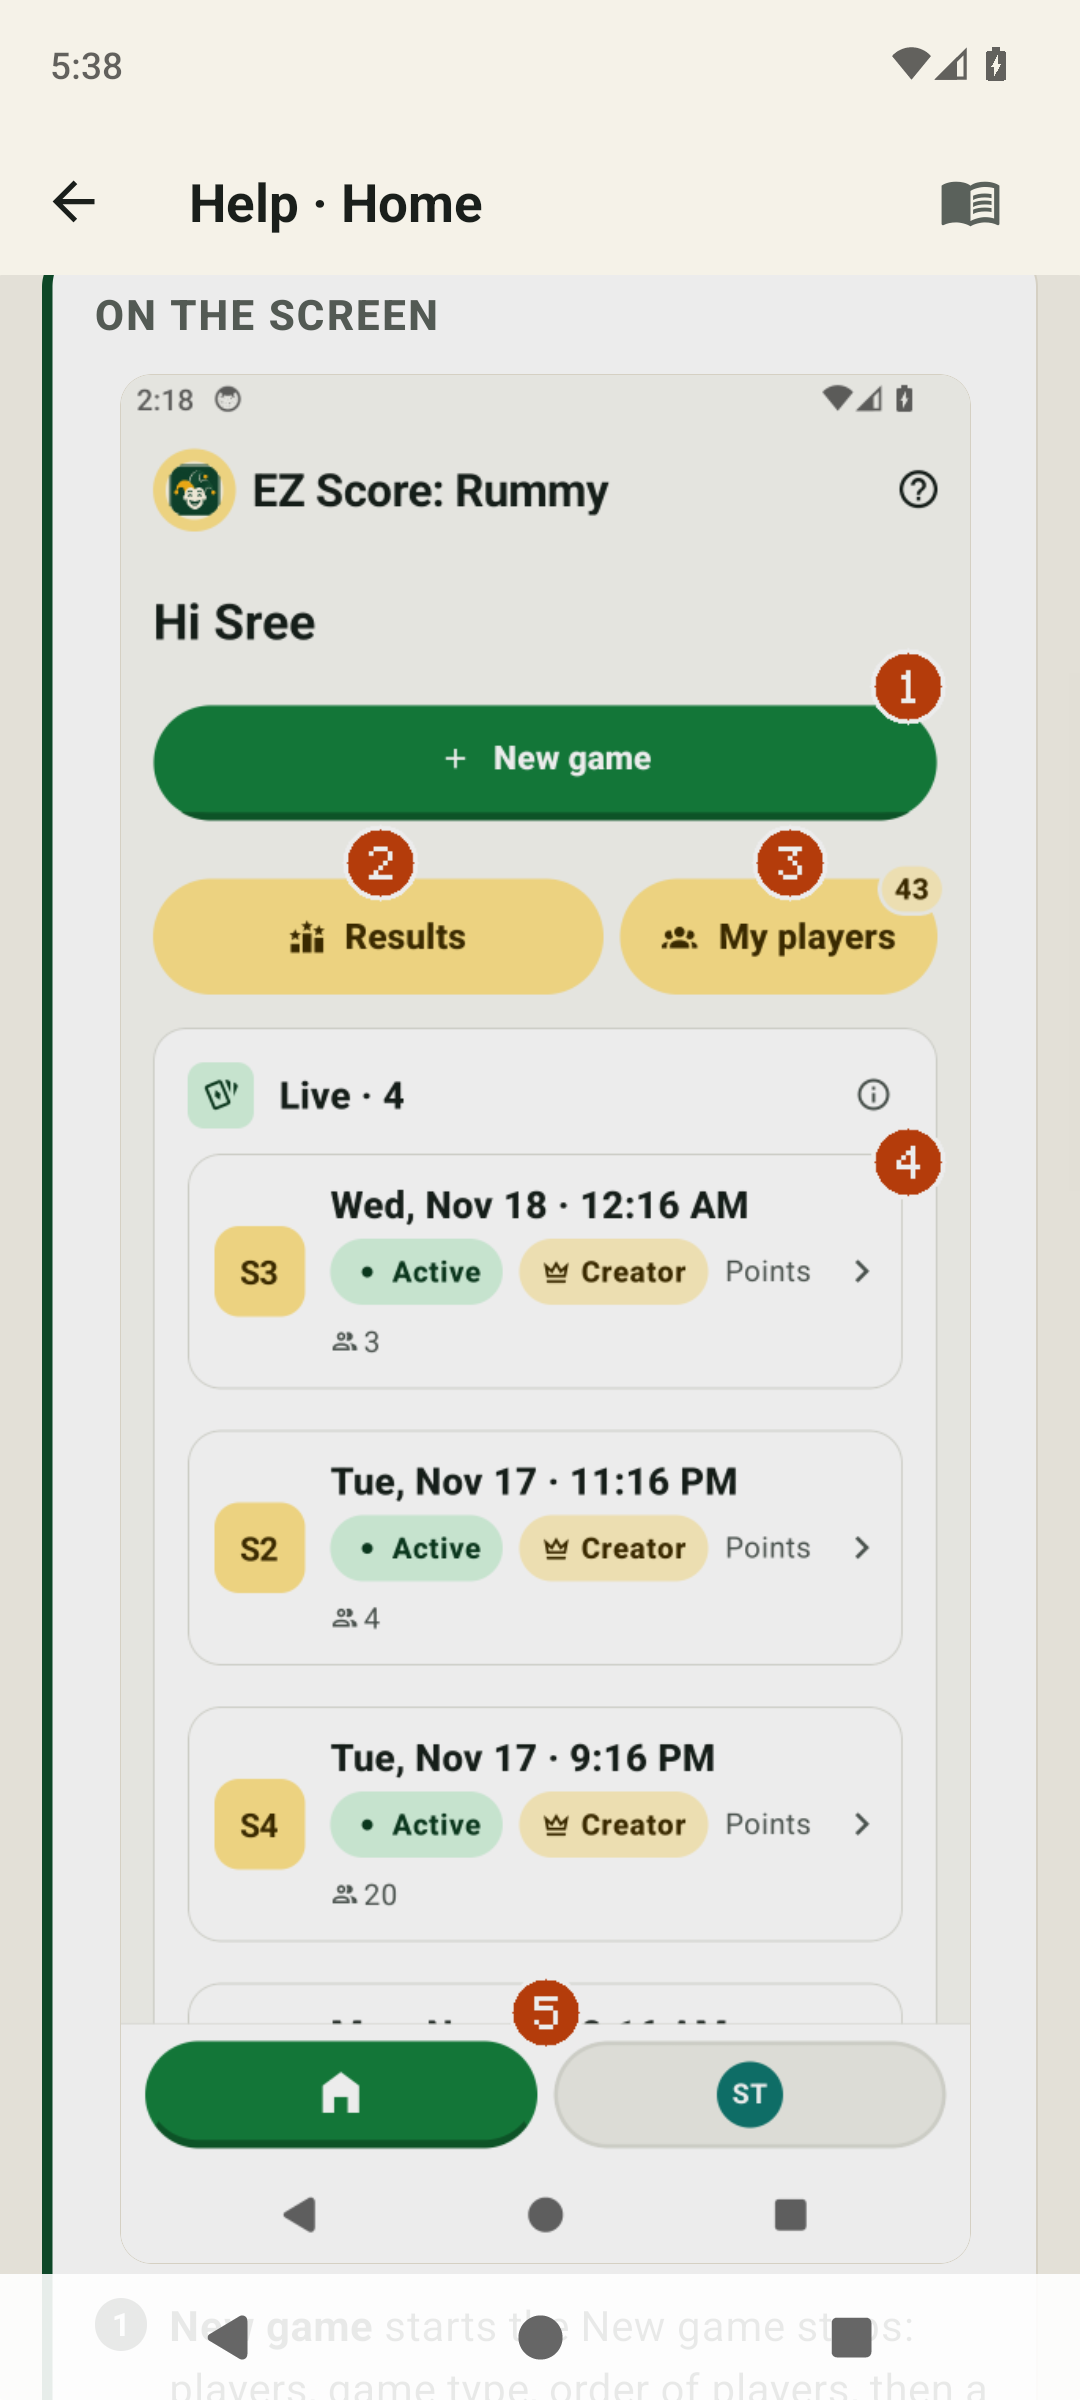 5:38
Help · Home
ON THE SCREEN
2:18
EZ Score: Rummy
Hi Sree
1
+ New game
2
3
43
Results
My players
Live · 4
4
Wed, Nov 18 · 12:16 AM
S3
• Active
Creator
Points
3
Tue, Nov 17 · 11:16 PM
S2
• Active
Creator
Points
4
Tue, Nov 17 · 9:16 PM
S4
• Active
Creator
Points
20
5
ST
1 New game starts the New game steps:
players, game type, order of players, then a